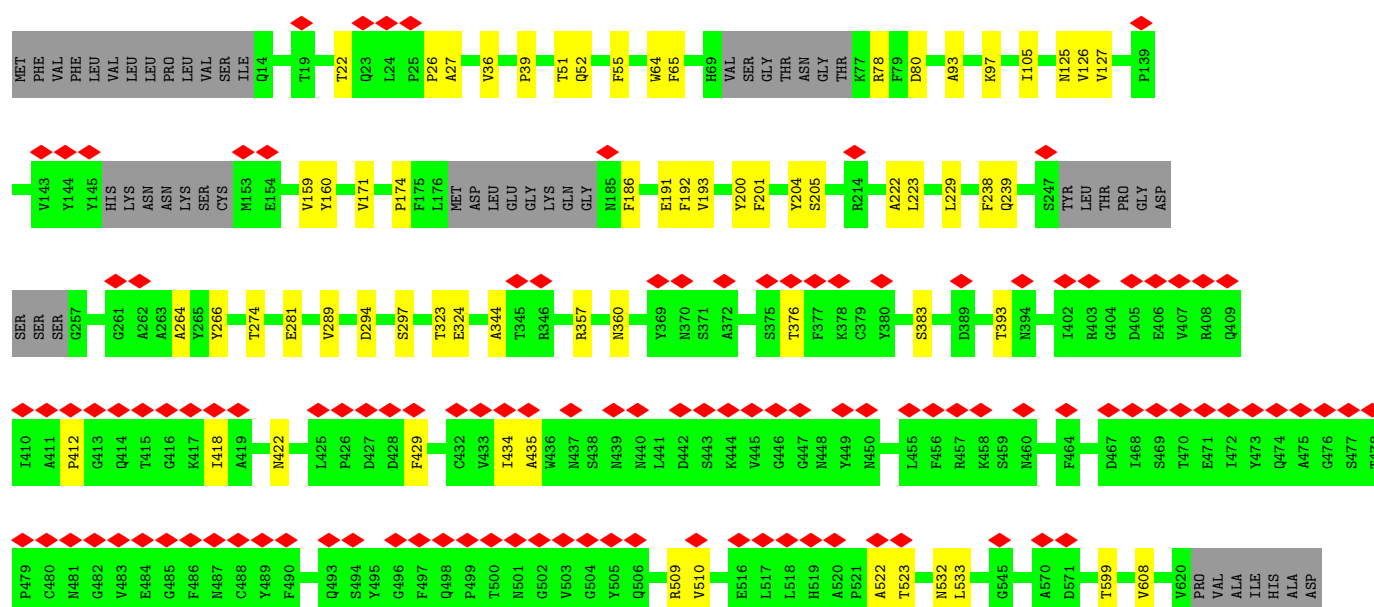 MET PHE VAL PHE LEU VAL LEU LEU PRO LEU VAL SER ILE Q14 T19 T22 Q23 L24 P25 P26 A27 V36 P39 T51 Q52 F55 W64 F65 H69 VAL SER GLY THR ASN GLY THR K77 R78 F79 D80 A93 K97 I105 N125 V126 V127 P139
V143 Y144 Y145 HIS LYS ASN ASN LYS SER CYS M153 E154 V159 Y160 V171 P174 F175 L176 MET ASP LEU GLU GLY LYS GLN GLY N185 F186 E191 F192 V193 Y200 F201 Y204 S205 R214 A222 L223 L229 F238 Q239 S247 TYR LEU THR PRO GLY ASP
SER SER SER G257 G261 A262 A263 A264 Y265 Y266 T274 E281 V289 D294 S297 T323 E324 A344 T345 R346 R357 N360 Y369 N370 S371 A372 S375 T376 F377 K378 C379 Y380 S383 D389 T393 N394 I402 R403 G404 D405 E406 V407 R408 Q409
I410 A411 P412 G413 Q414 T415 G416 K417 I418 A419 N422 L425 P426 D427 D428 F429 C432 V433 I434 A435 W436 N437 S438 N439 N440 L441 D442 S443 K444 V445 G446 G447 N448 Y449 N450 L455 F456 R457 K458 S459 N460 F464 D467 I468 S469 T470 E471 I472 Y473 Q474 A475 G476 S477 T478
P479 C480 N481 G482 V483 E484 G485 F486 N487 C488 Y489 F490 Q493 S494 Y495 G496 F497 Q498 P499 T500 N501 G502 V503 G504 Y505 Q506 R509 V510 E516 L517 L518 H519 A520 P521 A522 T523 N532 L533 G545 A570 D571 T599 V608 V620 PRO VAL ALA ILE HIS ALA ASP